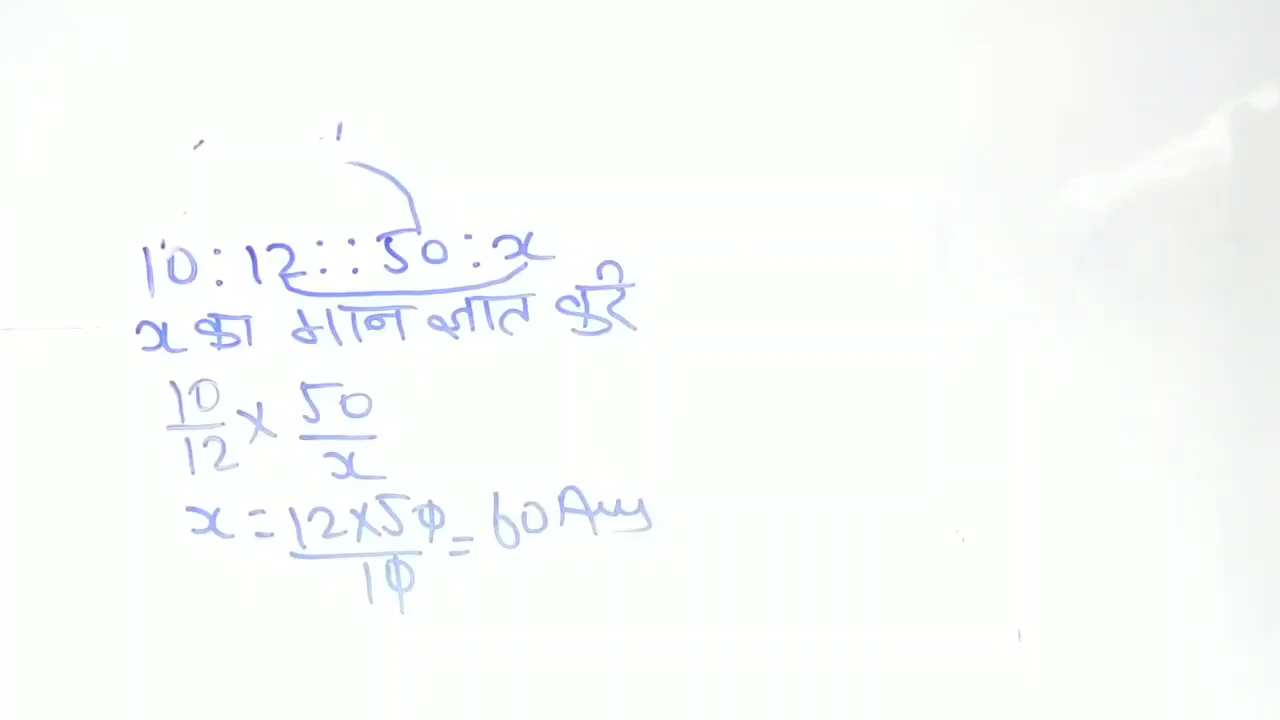 10:12::50:x
x का मान ज्ञात करे
10/12 × 50/x
x = 12×50/10 = 60 Ans